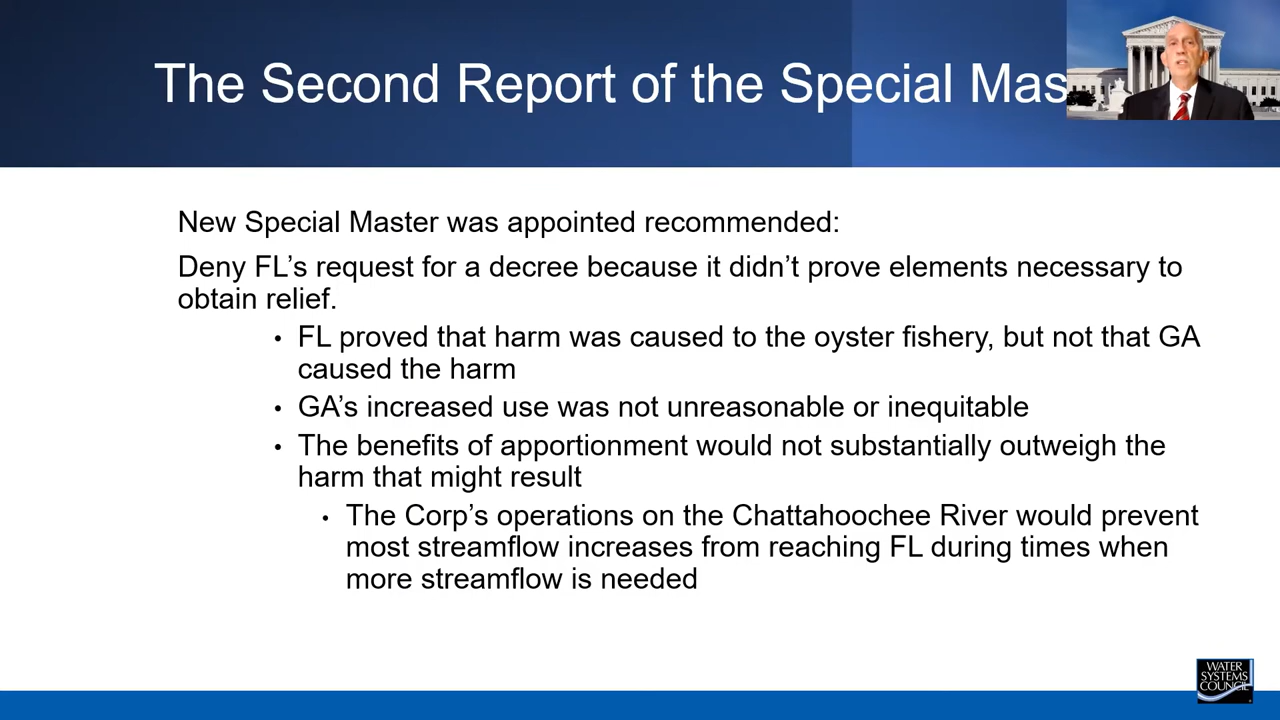 The Second Report of the Special Mas
New Special Master was appointed recommended:
Deny FL’s request for a decree because it didn’t prove elements necessary to
obtain relief.
• FL proved that harm was caused to the oyster fishery, but not that GA
caused the harm
• GA’s increased use was not unreasonable or inequitable
• The benefits of apportionment would not substantially outweigh the
harm that might result
• The Corp’s operations on the Chattahoochee River would prevent
most streamflow increases from reaching FL during times when
more streamflow is needed
WATER
SYSTEMS
COUNCIL